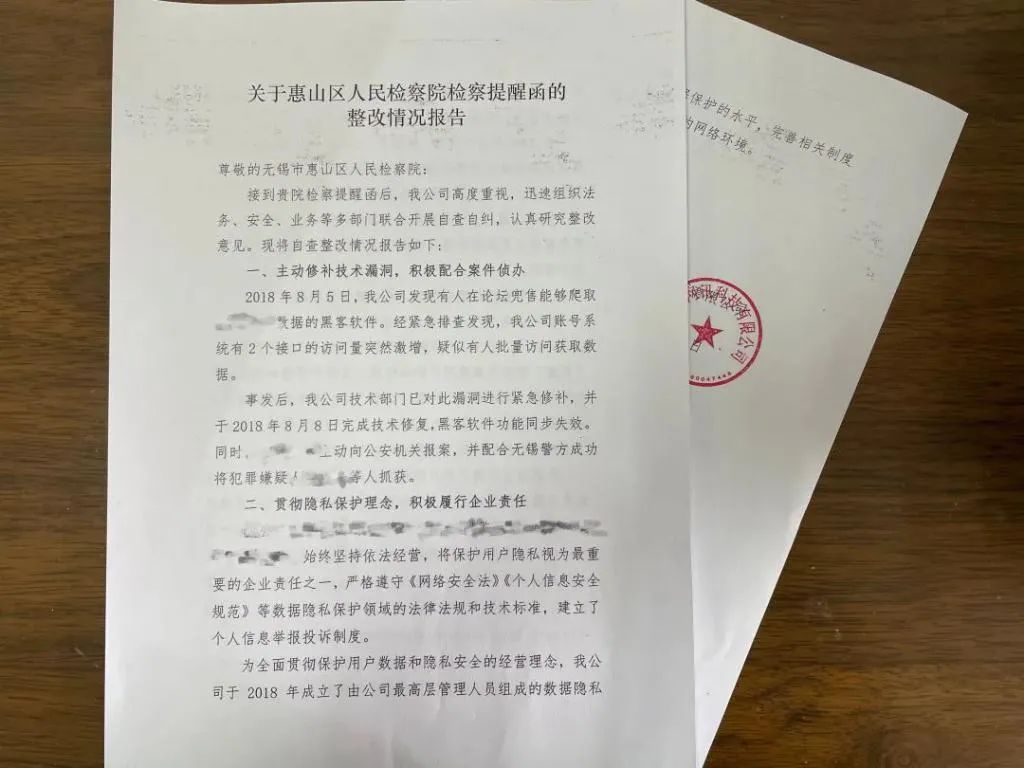 关于惠山区人民检察院检察提醒函的
整改情况报告
尊敬的无锡市惠山区人民检察院：
接到贵院检察提醒函后，我公司高度重视，迅速组织法
务、安全、业务等多部门联合开展自查自纠，认真研究整改
意见。现将自查整改情况报告如下：
一、主动修补技术漏洞，积极配合案件侦办
2018年8月5日，我公司发现有人在论坛兜售能够爬取
数据的黑客软件。经紧急排查发现，我公司账号系
统有2个接口的访问量突然激增，疑似有人批量访问获取数
据。
事发后，我公司技术部门已对此漏洞进行紧急修补，并
于2018年8月8日完成技术修复，黑客软件功能同步失效。
同时，动向公安机关报案，并配合无锡警方成功
将犯罪嫌疑等人抓获。
二、贯彻隐私保护理念，积极履行企业责任
始终坚持依法经营，将保护用户隐私视为最重
要的企业责任之一，严格遵守《网络安全法》《个人信息安全
规范》等数据隐私保护领域的法律法规和技术标准，建立了
个人信息举报投诉制度。
为全面贯彻保护用户数据和隐私安全的经营理念，我公
司于 2018 年成立了由公司最高层管理人员组成的数据隐私
保护的水平，完善相关制度
的网络环境。
科技有限公司
日